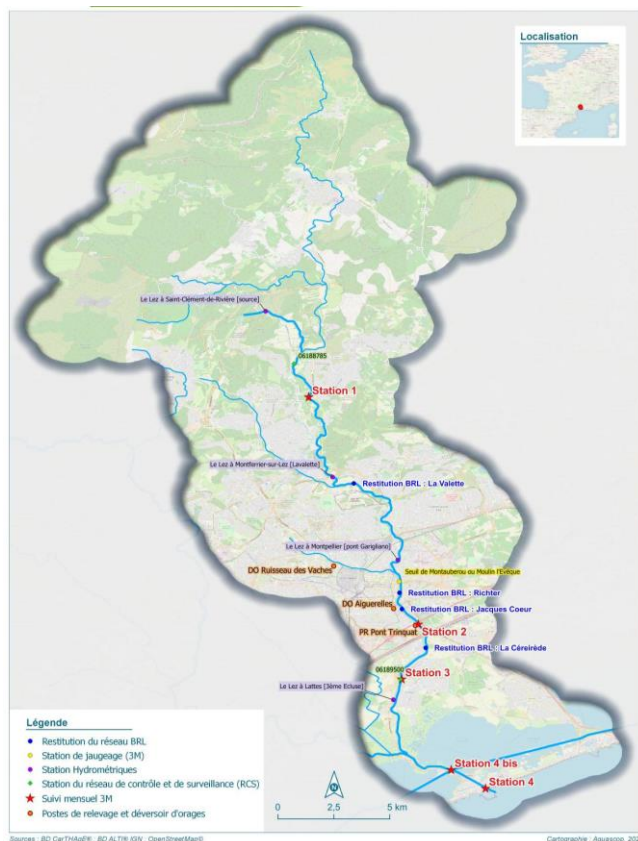 Localisation
Le Lez à Saint-Clément-de-Rivière [source]
06188785
Station 1
Le Lez à Montferrier-sur-Lez [Lavalette]
Restitution BRL : La Valette
Le Lez à Montpellier [pont Garigliano]
DO Ruisseau des Vaches
Seuil de Montauberou ou Moulin l'Evèque
Restitution BRL : Richter
DO Aiguerelles
Restitution BRL : Jacques Coeur
PR Pont Trinquat
Station 2
Restitution BRL : La Céreirède
06189500
Station 3
Le Lez à Lattes [3ème Ecluse]
Station 4 bis
Station 4
Légende
Restitution du réseau BRL
Station de jaugeage (3M)
Station Hydrométriques
Station du réseau de contrôle et de surveillance (RCS)
Suivi mensuel 3M
Postes de relevage et déversoir d'orages
N
0 2,5 5 km
Sources : BD CarTHAgE®, BD ALTI® IGN, OpenStreetMap©
Cartographie : Aquascop,